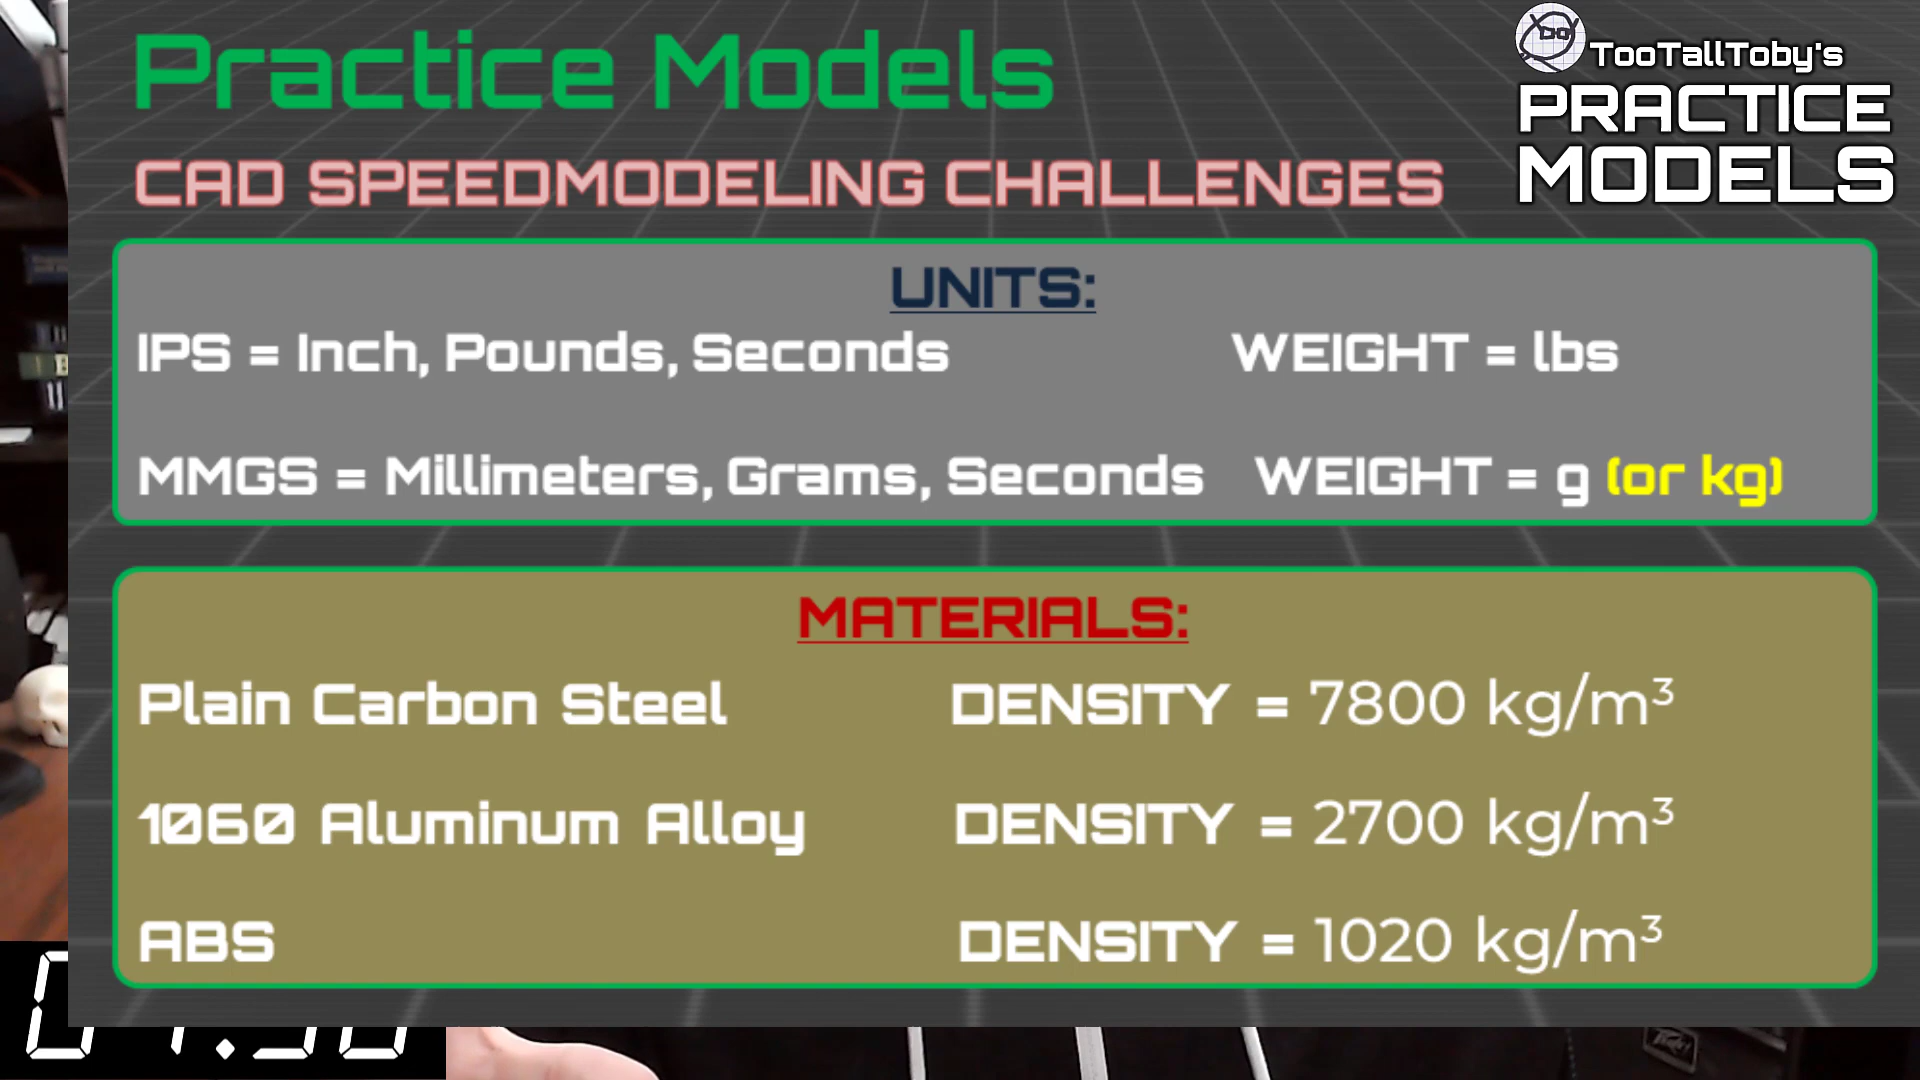 Practice Models
TooTallToby's
PRACTICE
MODELS
CAD SPEEDMODELING CHALLENGES
UNITS:
IPS = Inch, Pounds, Seconds WEIGHT = lbs
MMGS = Millimeters, Grams, Seconds WEIGHT = g (or kg)
MATERIALS:
Plain Carbon Steel DENSITY = 7800 kg/m³
1060 Aluminum Alloy DENSITY = 2700 kg/m³
ABS DENSITY = 1020 kg/m³